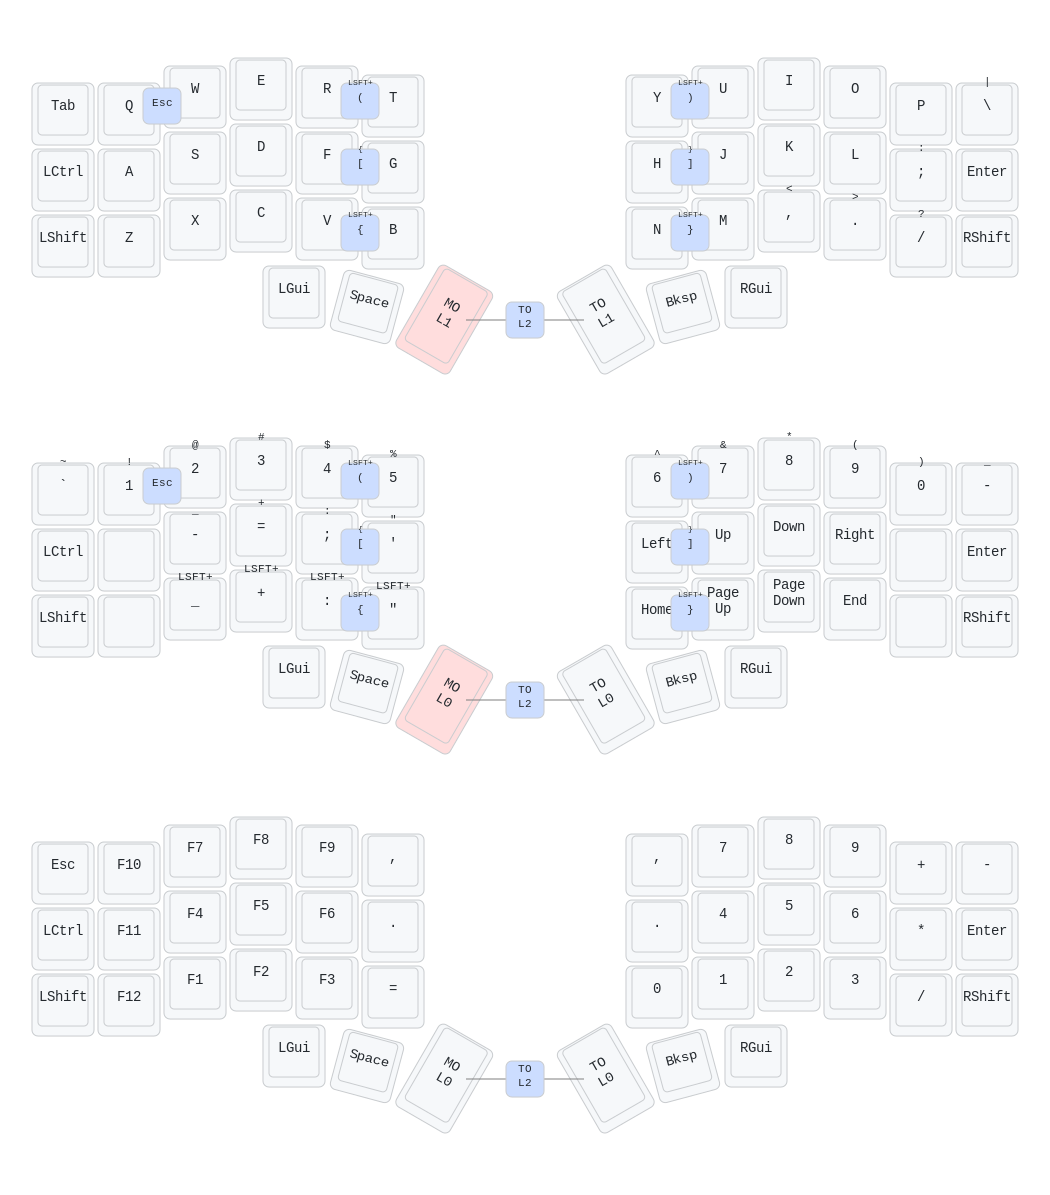 |
Tab Q Esc W E R LSFT+ ( T Y LSFT+ ) U I O P \
{ } :
LCtrl A S D F [ G H ] J K L ; Enter
< > ?
LShift Z X C V LSFT+ { B N LSFT+ } M , . / RShift
LGui Space MO L1 TO L2 TO L1 Bksp RGui
~ ! @ # $ % ^ & * ( ) _
` 1 Esc 2 3 4 LSFT+ ( 5 6 LSFT+ ) 7 8 9 0 -
_ + : { " }
LCtrl - = ; [ ' Left ] Up Down Right Enter
LSFT+ LSFT+ LSFT+ LSFT+ LSFT+ LSFT+
LShift _ + : { " Home } Page Up Page Down End RShift
LGui Space MO L0 TO L2 TO L0 Bksp RGui
Esc F10 F7 F8 F9 , , 7 8 9 + -
LCtrl F11 F4 F5 F6 . . 4 5 6 * Enter
LShift F12 F1 F2 F3 = 0 1 2 3 / RShift
LGui Space MO L0 TO L2 TO L0 Bksp RGui